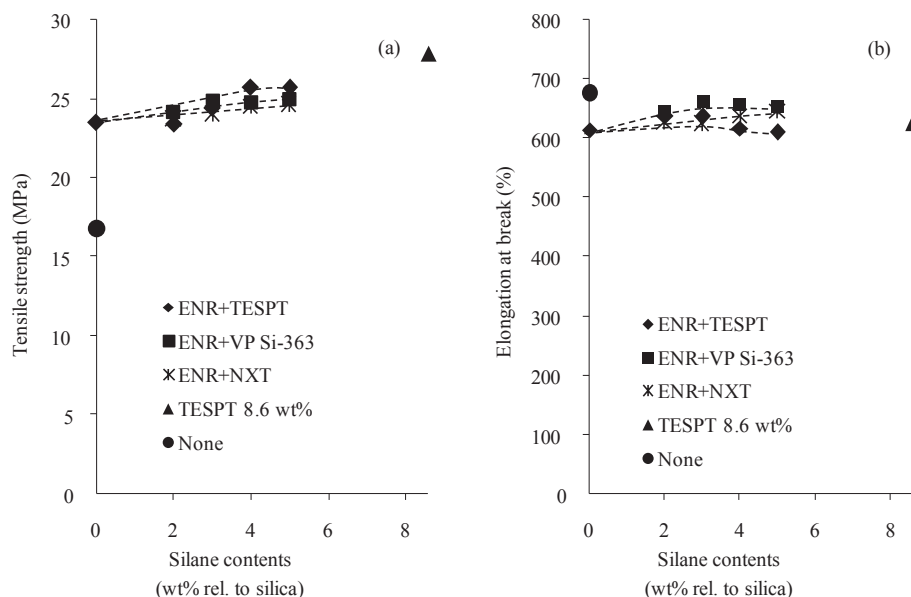 (a)
30
25
20
15
10
5
0
Tensile strength (MPa)
ENR+TESPT
ENR+VP Si-363
ENR+NXT
TESPT 8.6 wt%
None
0 2 4 6 8
Silane contents
(wt% rel. to silica)
(b)
800
700
600
500
400
300
200
100
0
Elongation at break (%)
ENR+TESPT
ENR+VP Si-363
ENR+NXT
TESPT 8.6 wt%
None
0 2 4 6 8
Silane contents
(wt% rel. to silica)